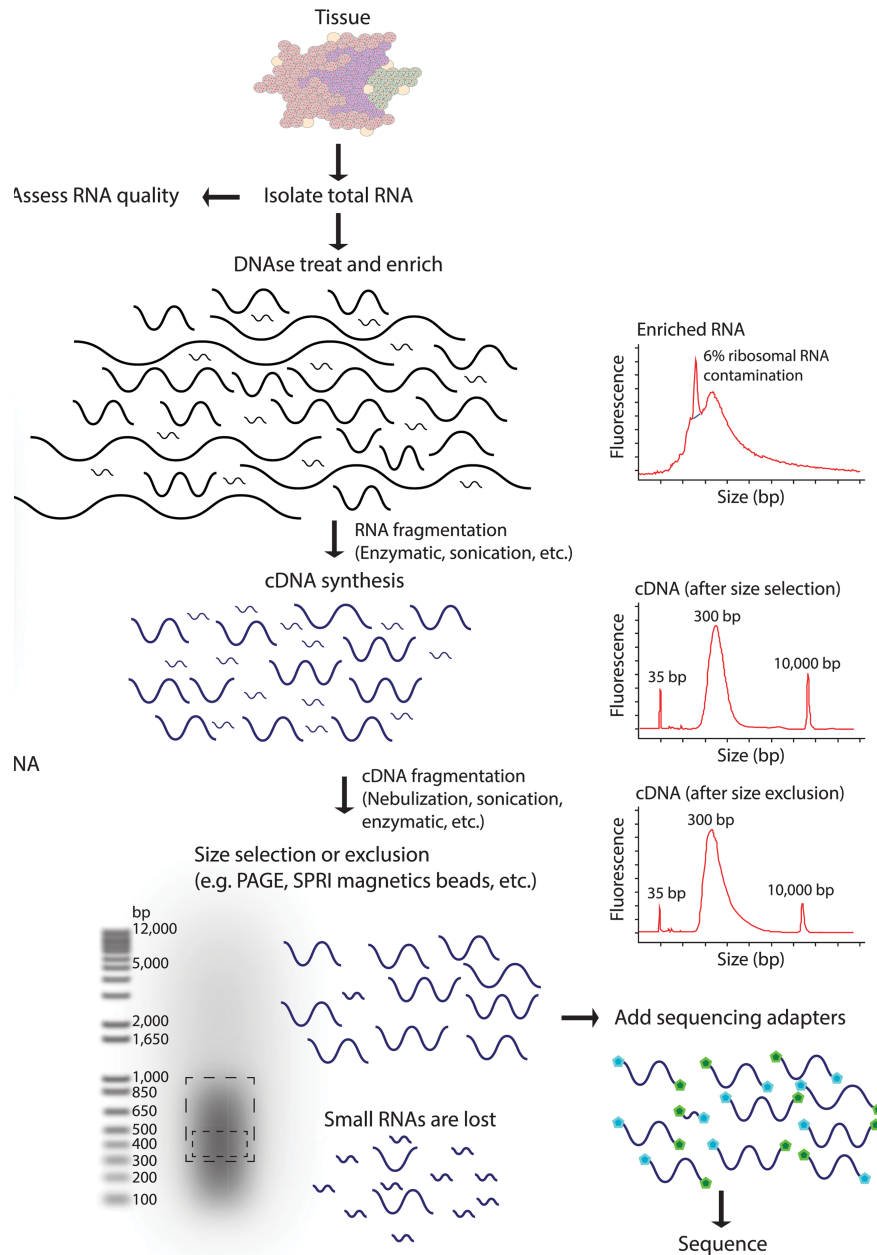 Tissue
Assess RNA quality
Isolate total RNA
DNAse treat and enrich
Enriched RNA
6% ribosomal RNA
contamination
Fluorescence
Size (bp)
RNA fragmentation
(Enzymatic, sonication, etc.)
cDNA synthesis
cDNA (after size selection)
300 bp
35 bp
10,000 bp
Fluorescence
Size (bp)
NA
cDNA fragmentation
(Nebulization, sonication,
enzymatic, etc.)
cDNA (after size exclusion)
300 bp
35 bp
10,000 bp
Fluorescence
Size (bp)
Size selection or exclusion
(e.g. PAGE, SPRI magnetics beads, etc.)
bp
12,000
5,000
2,000
1,650
1,000
850
650
500
400
300
200
100
Add sequencing adapters
Small RNAs are lost
Sequence